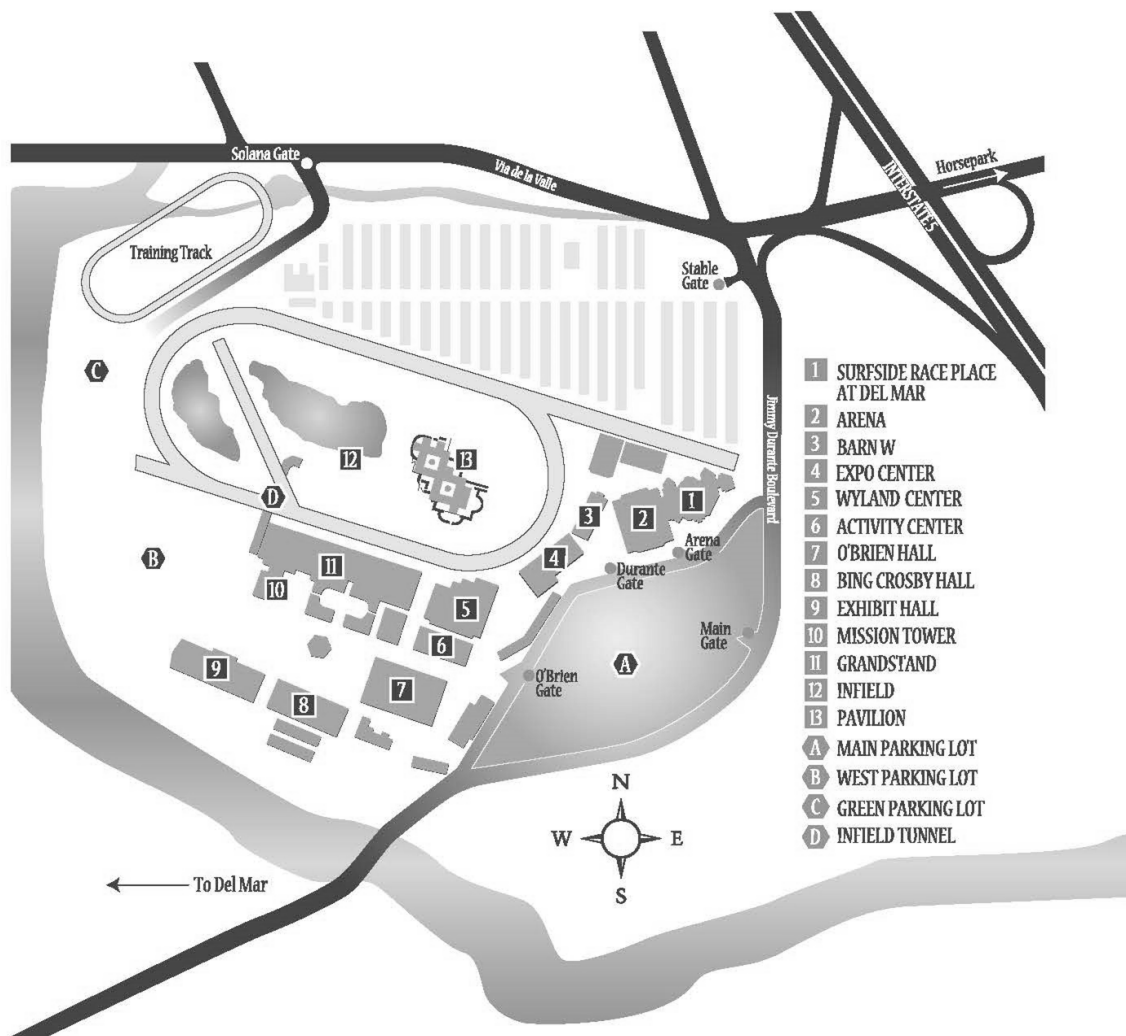 Solana Gate
Via de la Valle
Horsepark
INTERSTATES
Training Track
Stable
Gate
C
Jimmy Durante Boulevard
12
13
D
B
11
10
3
2
1
4
Arena
Gate
Durante
Gate
5
6
Main
Gate
A
O'Brien
Gate
9
8
7
N
W
E
S
To Del Mar
1 SURFSIDE RACE PLACE
AT DEL MAR
2 ARENA
3 BARN W
4 EXPO CENTER
5 WYLAND CENTER
6 ACTIVITY CENTER
7 O'BRIEN HALL
8 BING CROSBY HALL
9 EXHIBIT HALL
10 MISSION TOWER
11 GRANDSTAND
12 INFIELD
13 PAVILION
A MAIN PARKING LOT
B WEST PARKING LOT
C GREEN PARKING LOT
D INFIELD TUNNEL